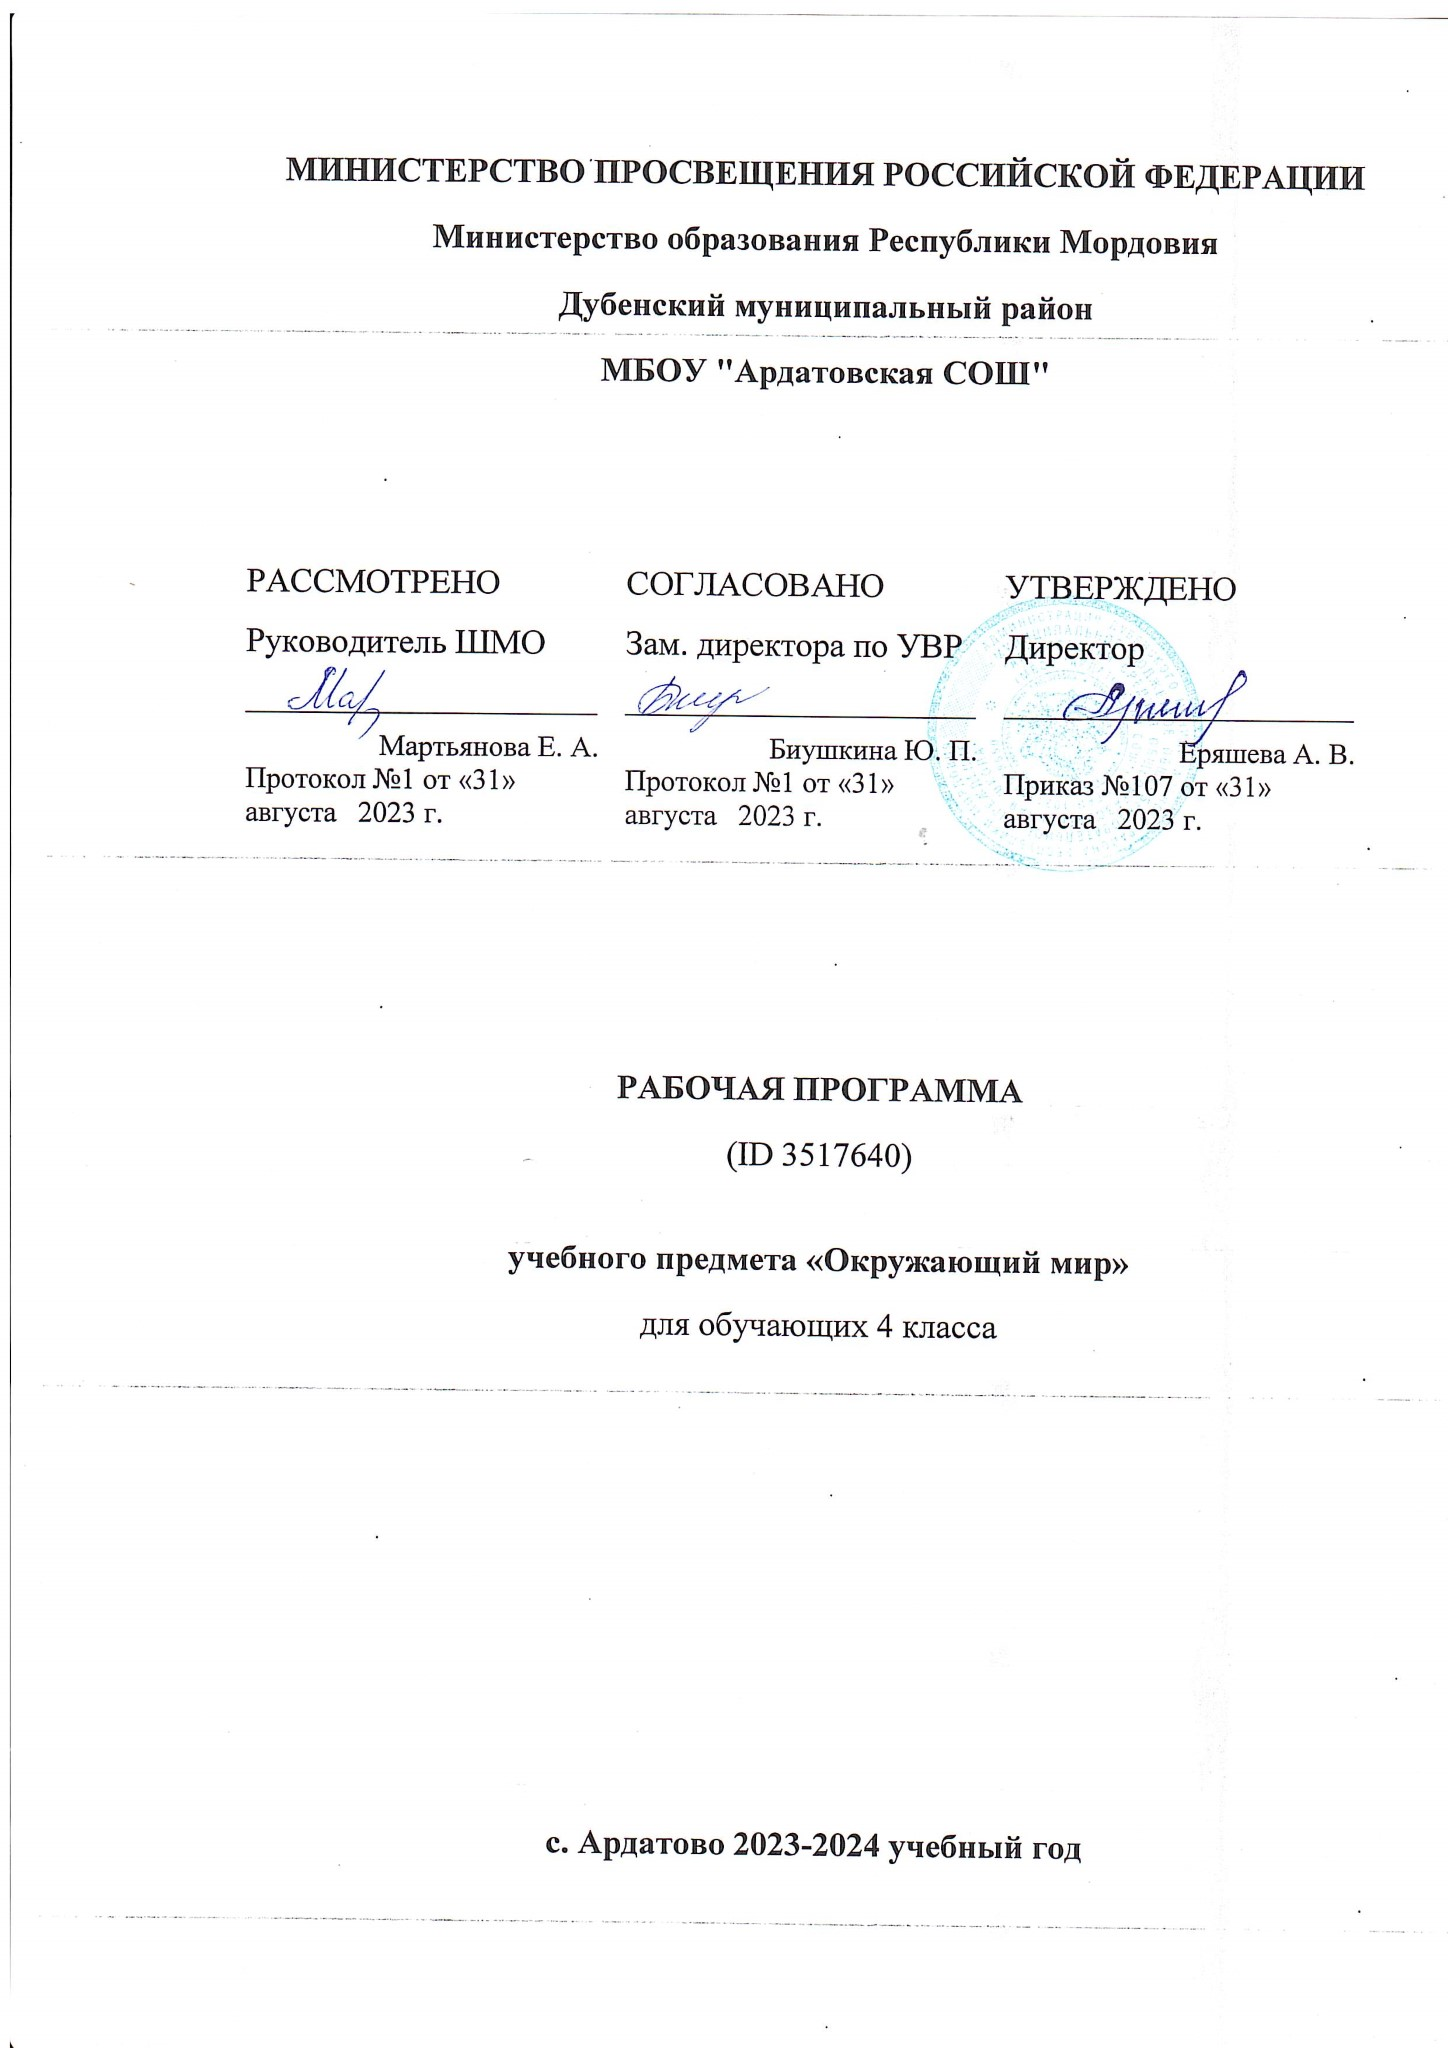 МИНИСТЕРСТВО ПРОСВЕЩЕНИЯ РОССИЙСКОЙ ФЕДЕРАЦИИ
Министерство образования Республики Мордовия
Дубенский муниципальный район
МБОУ "Ардатовская СОШ"
РАССМОТРЕНО
Руководитель ШМО
Мартьянова Е. А.
Протокол №1 от «31»
августа 2023 г.
СОГЛАСОВАНО
Зам. директора по УВР
Биушкина Ю. П.
Протокол №1 от «31»
августа 2023 г.
УТВЕРЖДЕНО
Директор
Еряшева А. В.
Приказ №107 от «31»
августа 2023 г.
РАБОЧАЯ ПРОГРАММА
(ID 3517640)
учебного предмета «Окружающий мир»
для обучающих 4 класса
с. Ардатово 2023-2024 учебный год